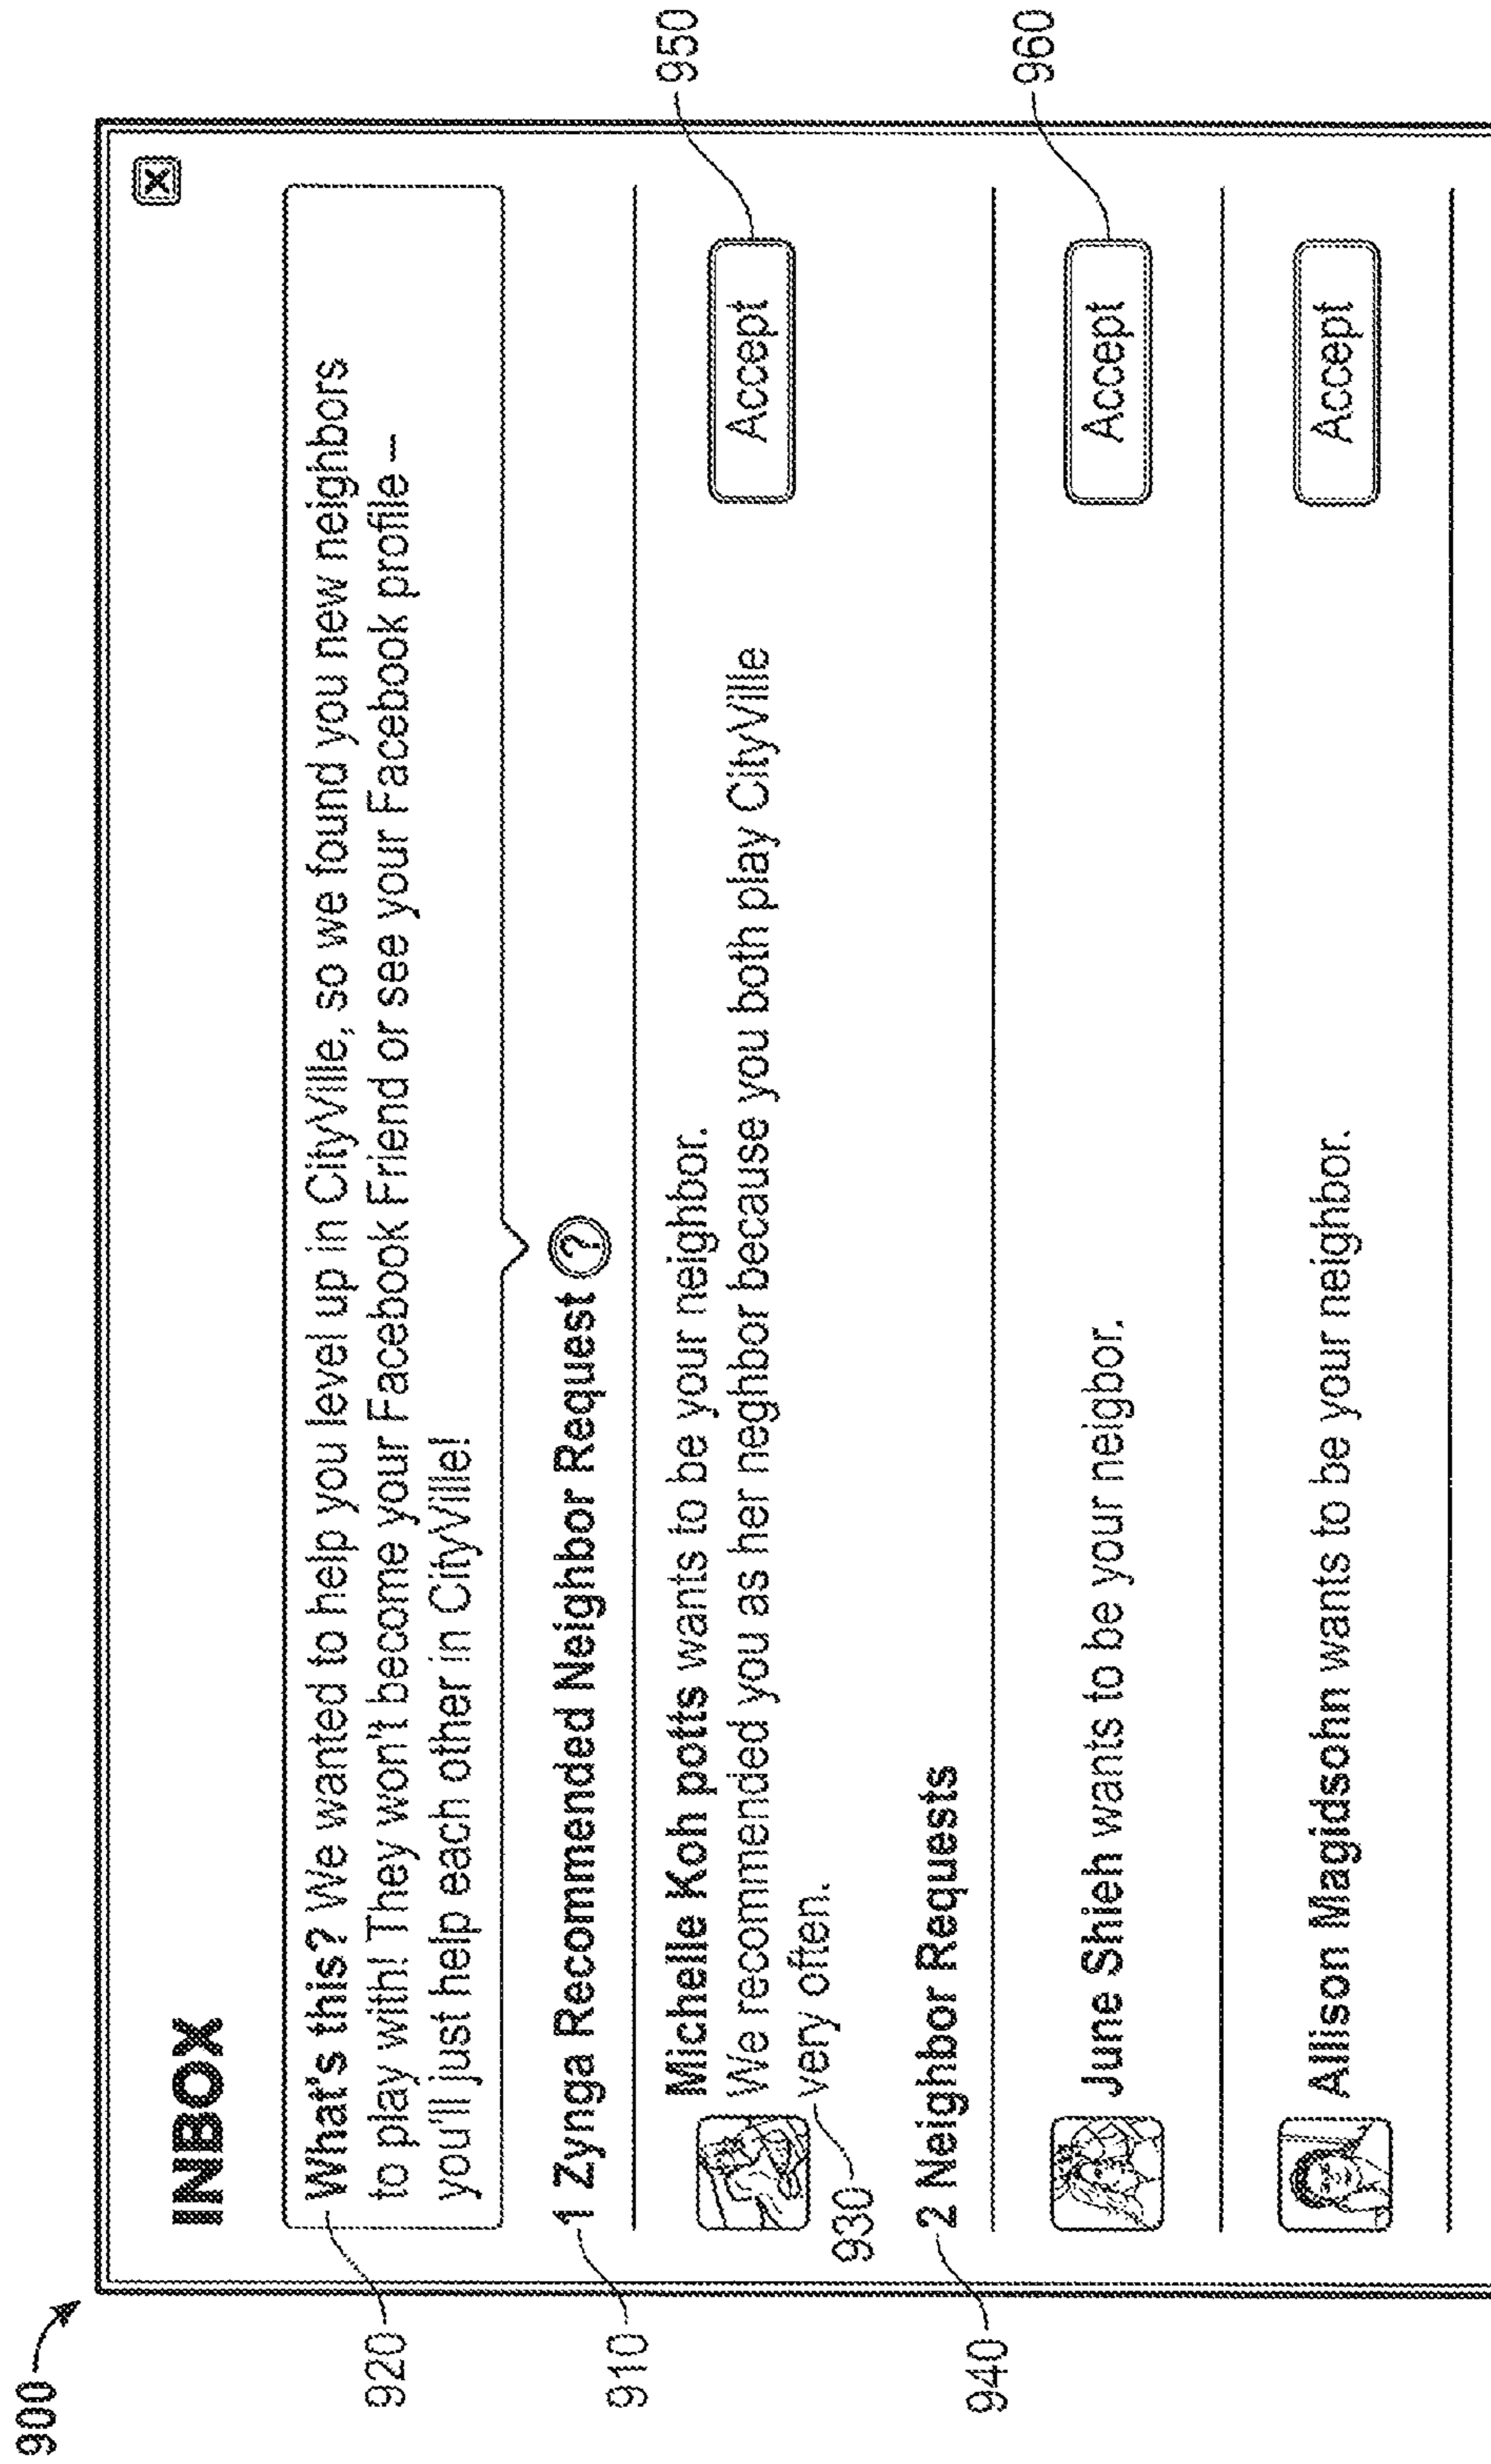 900
INBOX
X
What's this? We wanted to help you level up in CityVille, so we found you new neighbors
to play with! They won't become your Facebook Friend or see your Facebook profile –
you'll just help each other in CityVille!
920
1 Zynga Recommended Neighbor Request ?
910
Michelle Koh potts wants to be your neighbor.
We recommended you as her neghbor because you both play CityVille
very often.
Accept
950
930
2 Neighbor Requests
940
June Shieh wants to be your neigbor.
Accept
960
Allison Magidsohn wants to be your neighbor.
Accept